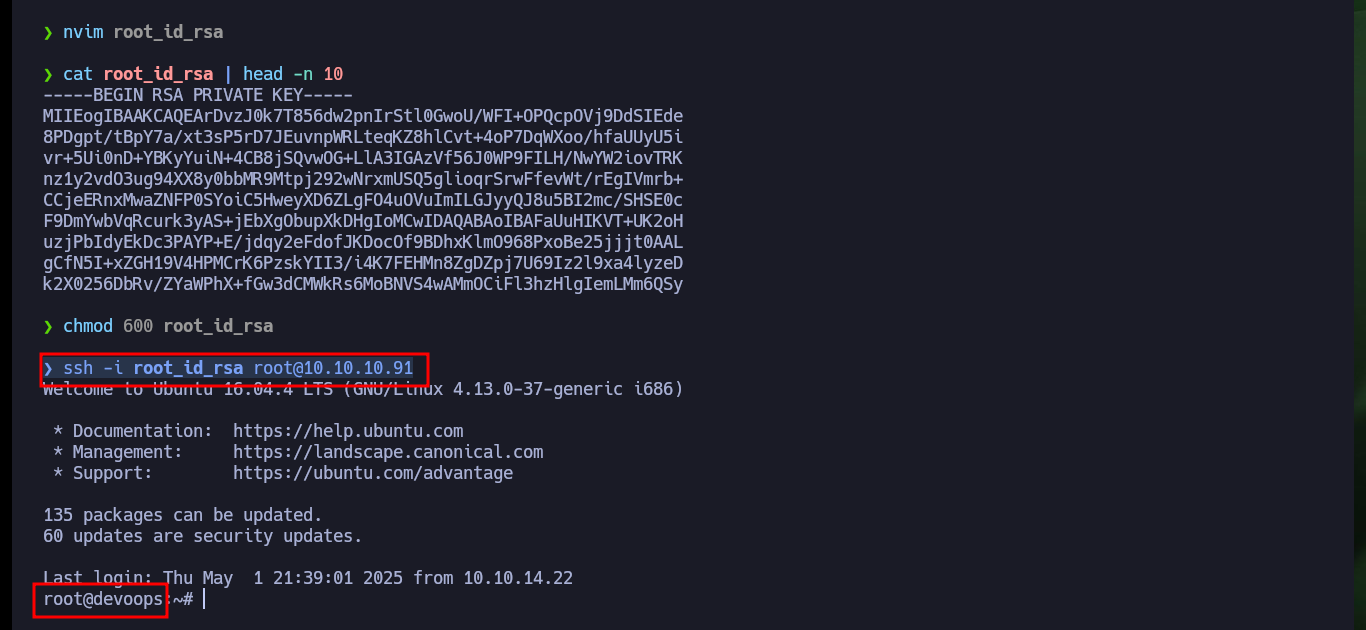 ❯ nvim root_id_rsa
❯ cat root_id_rsa | head -n 10
-----BEGIN RSA PRIVATE KEY-----
MIIEogIBAAKCAQEArDvzJ0k7T856dw2pnIrStl0GwoU/WFI+OPQcpOVj9DdSIEde
8PDgpt/tBpY7a/xt3sP5rD7JEuvnpWRLteqKZ8hlCvt+4oP7DqWXoo/hfaUUyU5i
vr+5Ui0nD+YBKyYuiN+4CB8jSQvwOG+LlA3IGAzVf56J0WP9FILH/NwYW2iovTRK
nz1y2vdO3ug94XX8y0bbMR9Mtpj292wNrxmUSQ5glioqrSrwFfevWt/rEgIVmrb+
CCjeERnxMwaZNFP0SYoiC5HweyXD6ZLgFO4uOVuImILGJyyQJ8u5BI2mc/SHSE0c
F9DmYwbVqRcurk3yAS+jEbXgObupXkDHgIoMCwIDAQABAoIBAFaUuHIKVT+UK2oH
uzjPbIdyEkDc3PAYP+E/jdqy2eFdofJKDocOf9BDhxKlmO968PxoBe25jjjt0AAL
gCfN5I+xZGH19V4HPMCrK6PzskYII3/i4K7FEHMn8ZgDZpj7U69Iz2l9xa4lyzeD
k2X0256DbRv/ZYaWPhX+fGw3dCMWkRs6MoBNVS4wAMmOCiFl3hzHlgIemLMm6QSy
❯ chmod 600 root_id_rsa
❯ ssh -i root_id_rsa root@10.10.10.91
Welcome to Ubuntu 16.04.4 LTS (GNU/Linux 4.13.0-37-generic i686)
* Documentation:  https://help.ubuntu.com
* Management:     https://landscape.canonical.com
* Support:        https://ubuntu.com/advantage
135 packages can be updated.
60 updates are security updates.
Last login: Thu May  1 21:39:01 2025 from 10.10.14.22
root@devoops:~#